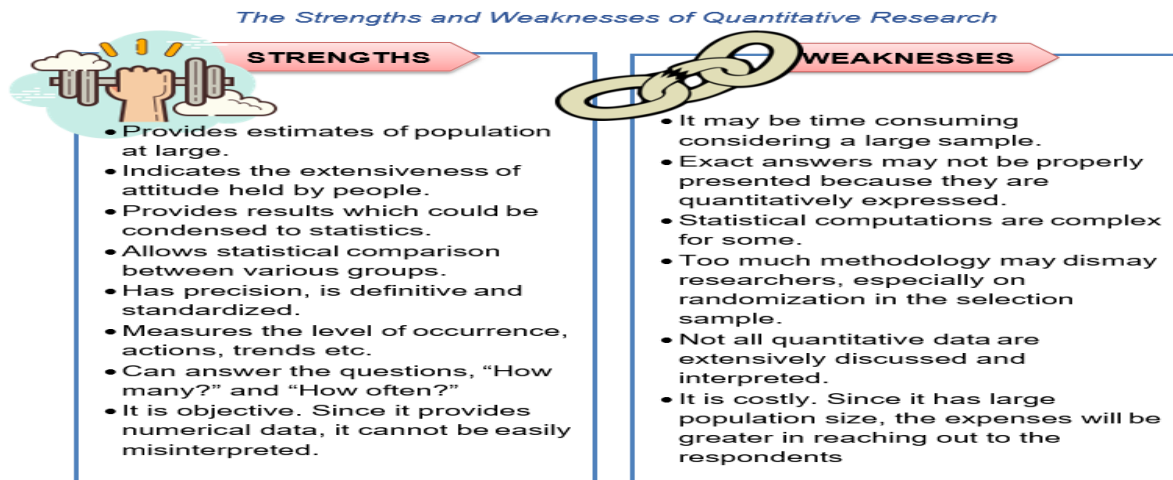 The Strengths and Weaknesses of Quantitative Research
STRENGTHS
• Provides estimates of population
at large.
• Indicates the extensiveness of
attitude held by people.
• Provides results which could be
condensed to statistics.
• Allows statistical comparison
between various groups.
• Has precision, is definitive and
standardized.
• Measures the level of occurrence,
actions, trends etc.
• Can answer the questions, “How
many?” and “How often?”
• It is objective. Since it provides
numerical data, it cannot be easily
misinterpreted.
WEAKNESSES
• It may be time consuming
considering a large sample.
• Exact answers may not be properly
presented because they are
quantitatively expressed.
• Statistical computations are complex
for some.
• Too much methodology may dismay
researchers, especially on
randomization in the selection
sample.
• Not all quantitative data are
extensively discussed and
interpreted.
• It is costly. Since it has large
population size, the expenses will be
greater in reaching out to the
respondents